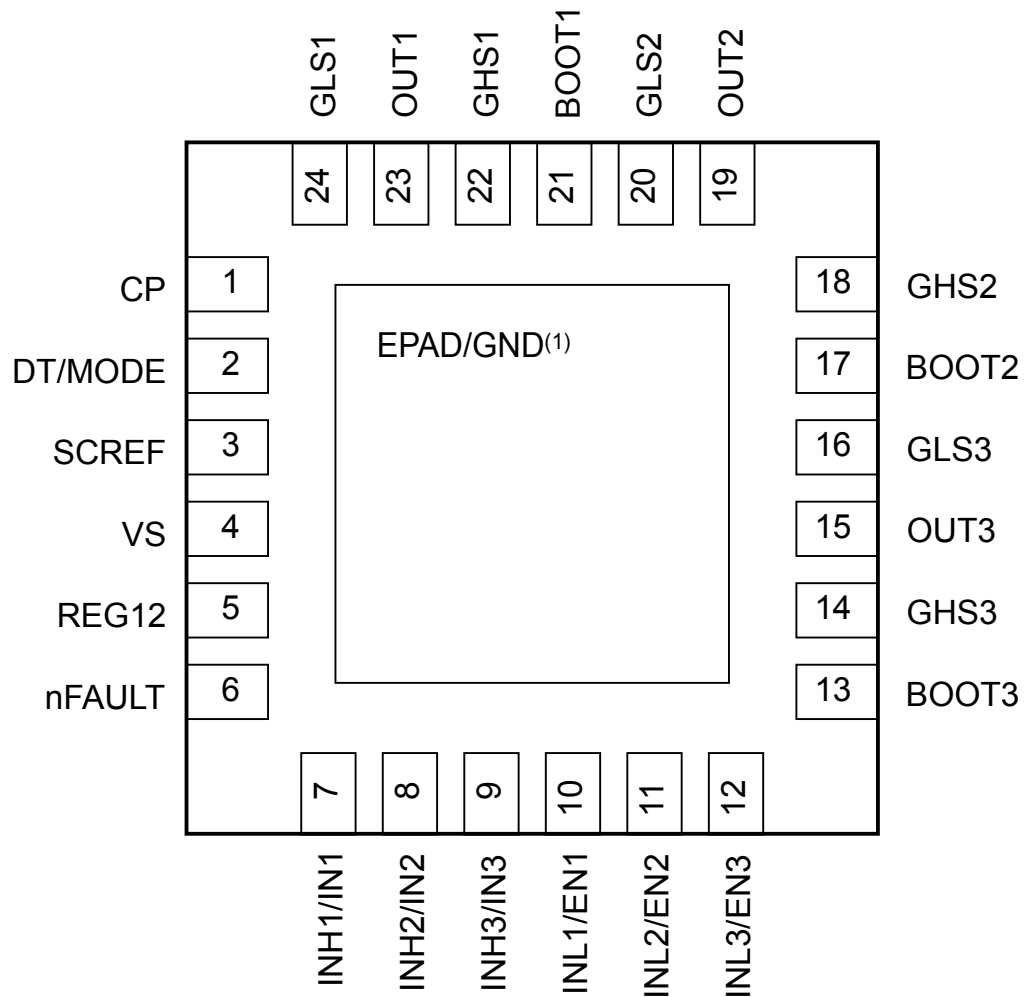 GLS1
OUT1
GHS1
BOOT1
GLS2
OUT2
24
23
22
21
20
19
CP
1
DT/MODE
2
SCREF
3
VS
4
REG12
5
nFAULT
6
EPAD/GND(1)
18
GHS2
17
BOOT2
16
GLS3
15
OUT3
14
GHS3
13
BOOT3
7
8
9
10
11
12
INH1/IN1
INH2/IN2
INH3/IN3
INL1/EN1
INL2/EN2
INL3/EN3